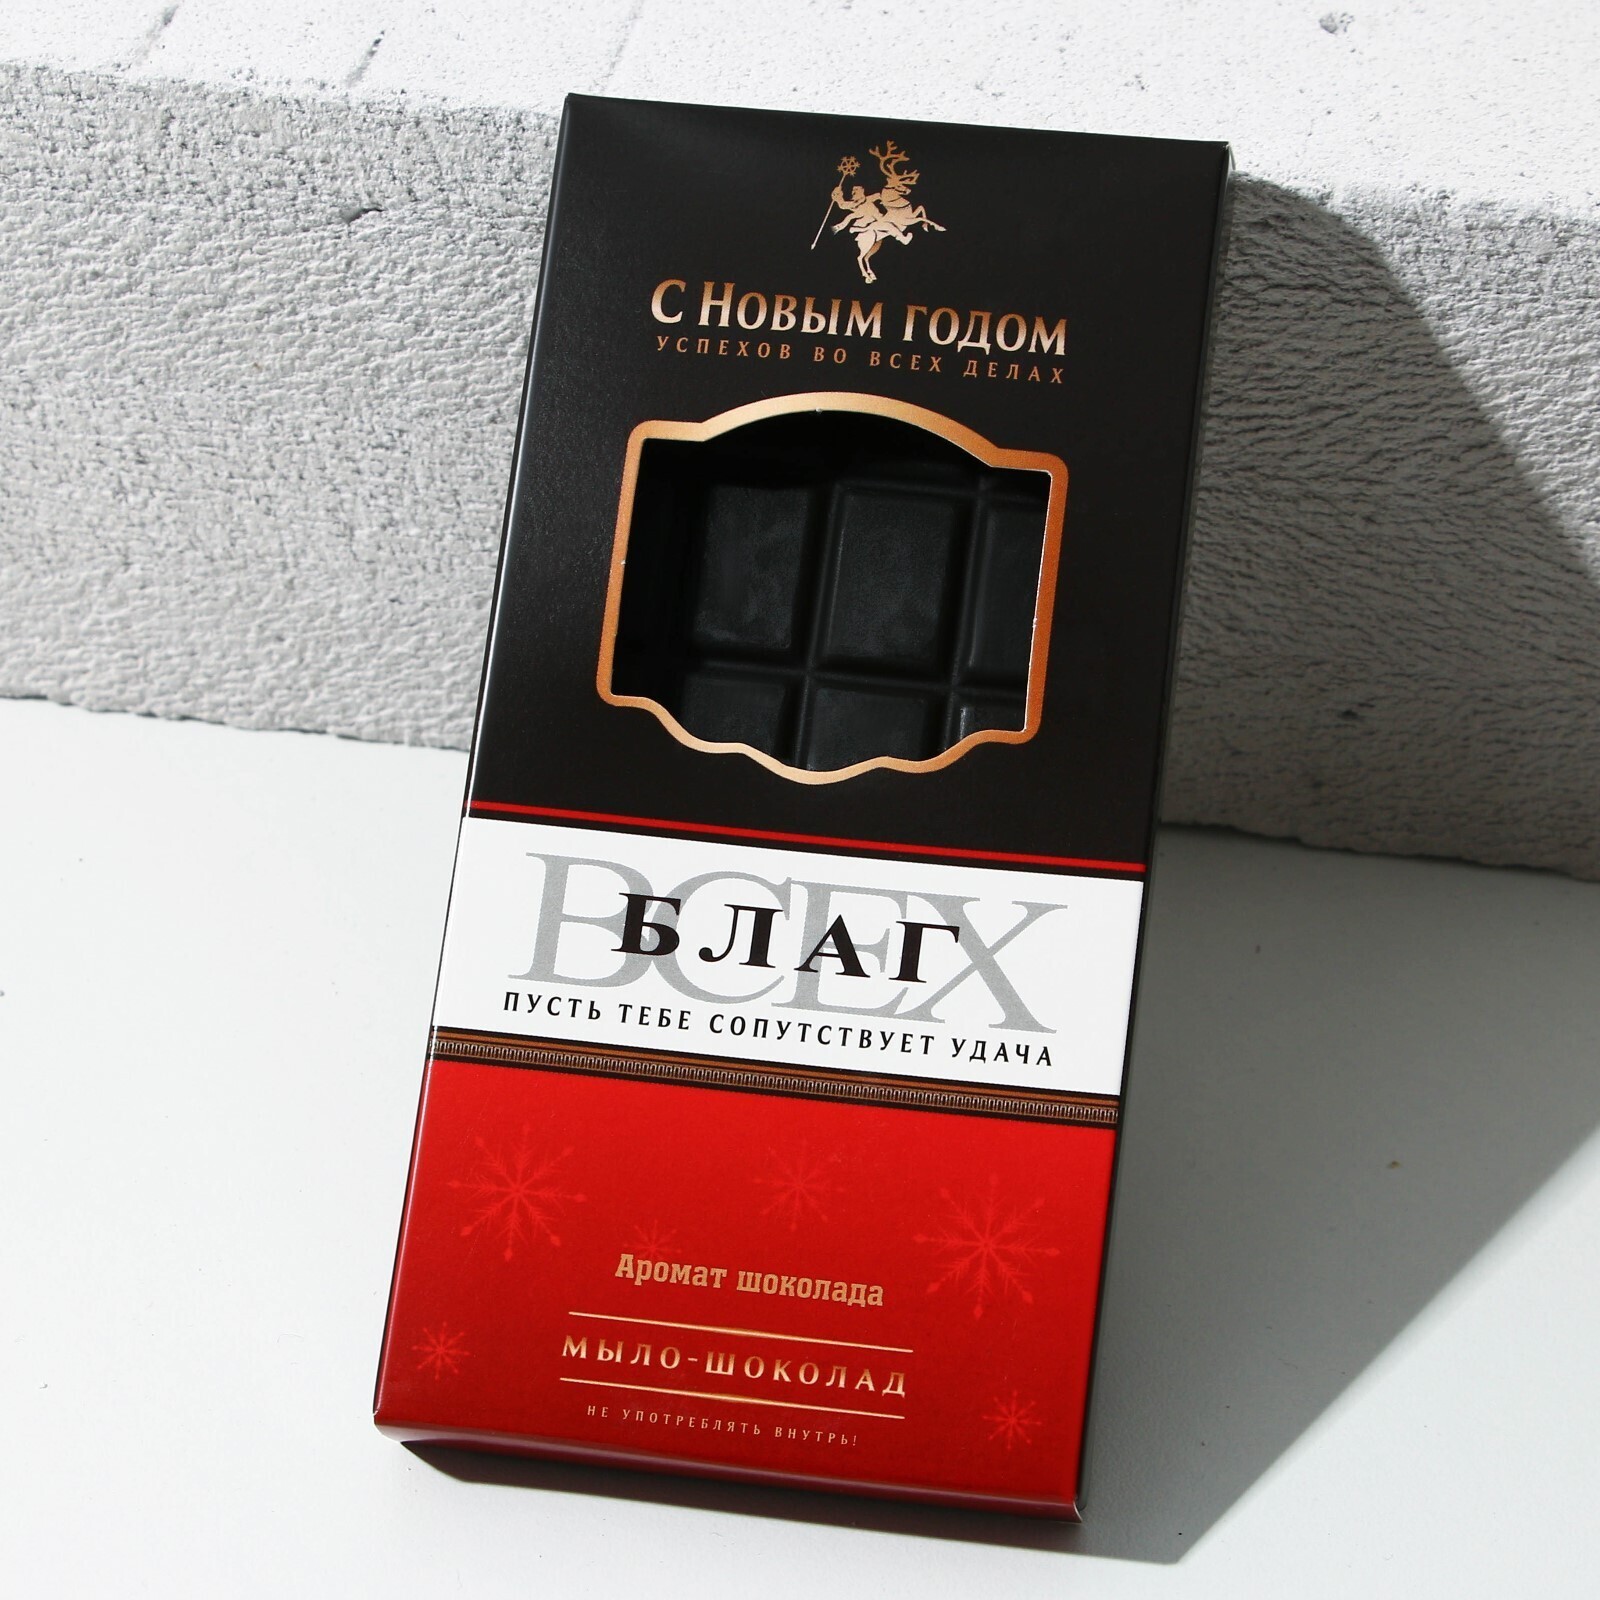 С Новым годом
УСПЕХОВ ВО ВСЕХ ДЕЛАХ
ВСЕХ
БЛАГ
ПУСТЬ ТЕБЕ СОПУТСТВУЕТ УДАЧА
Аромат шоколада
МЫЛО-ШОКОЛАД
НЕ УПОТРЕБЛЯТЬ ВНУТРЬ!